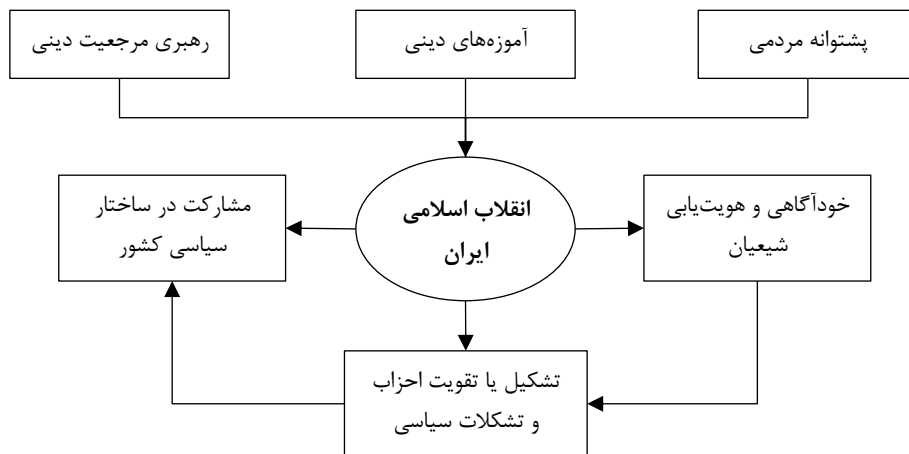 پشتوانه مردمی
آموزه‌های دینی
رهبری مرجعیت دینی
انقلاب اسلامی
ایران
خودآگاهی و هویت‌یابی
شیعیان
مشارکت در ساختار
سیاسی کشور
تشکیل یا تقویت احزاب
و تشکلات سیاسی